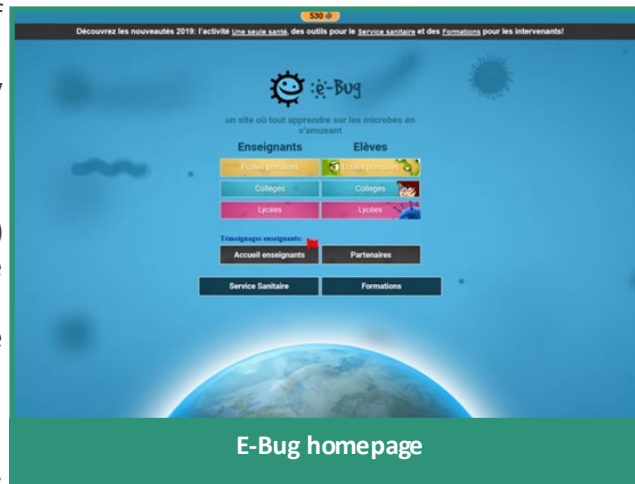 530
Découvrez les nouveautés 2019: l'activité Une seule santé, des outils pour le Service sanitaire et des Formations pour les intervenants!
e-Bug
un site où tout apprendre sur les microbes en
s'amusant
Enseignants Elèves
Ecoles primaires Ecoles primaires
Collèges Collèges
Lycées Lycées
Témoignages enseignants:
Accueil enseignants Partenaires
Service Sanitaire Formations
E-Bug homepage